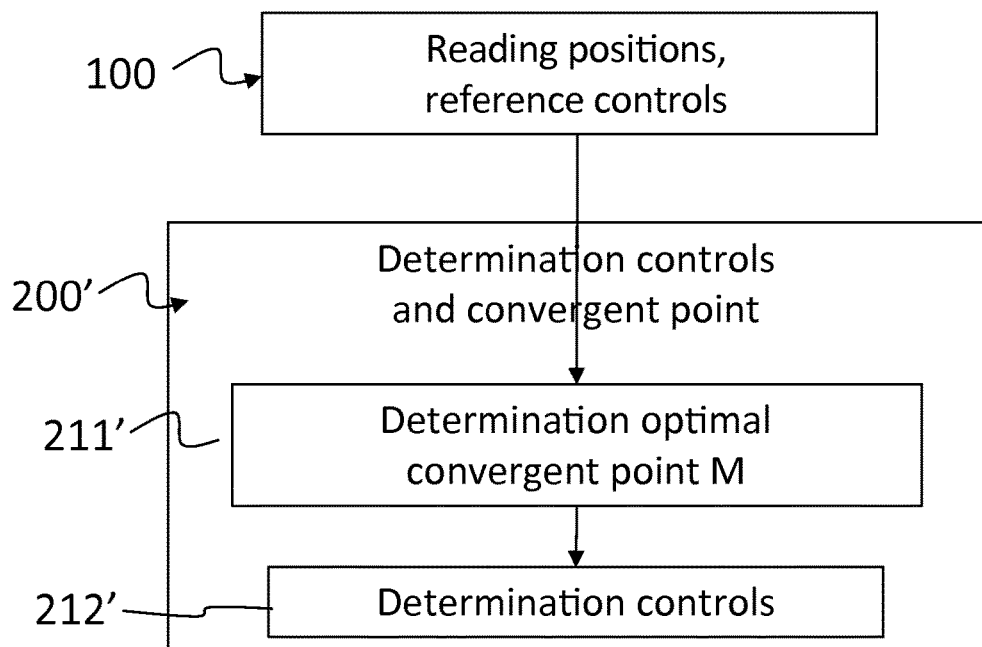 100
Reading positions,
reference controls
200’
Determination controls
and convergent point
211’
Determination optimal
convergent point M
212’
Determination controls